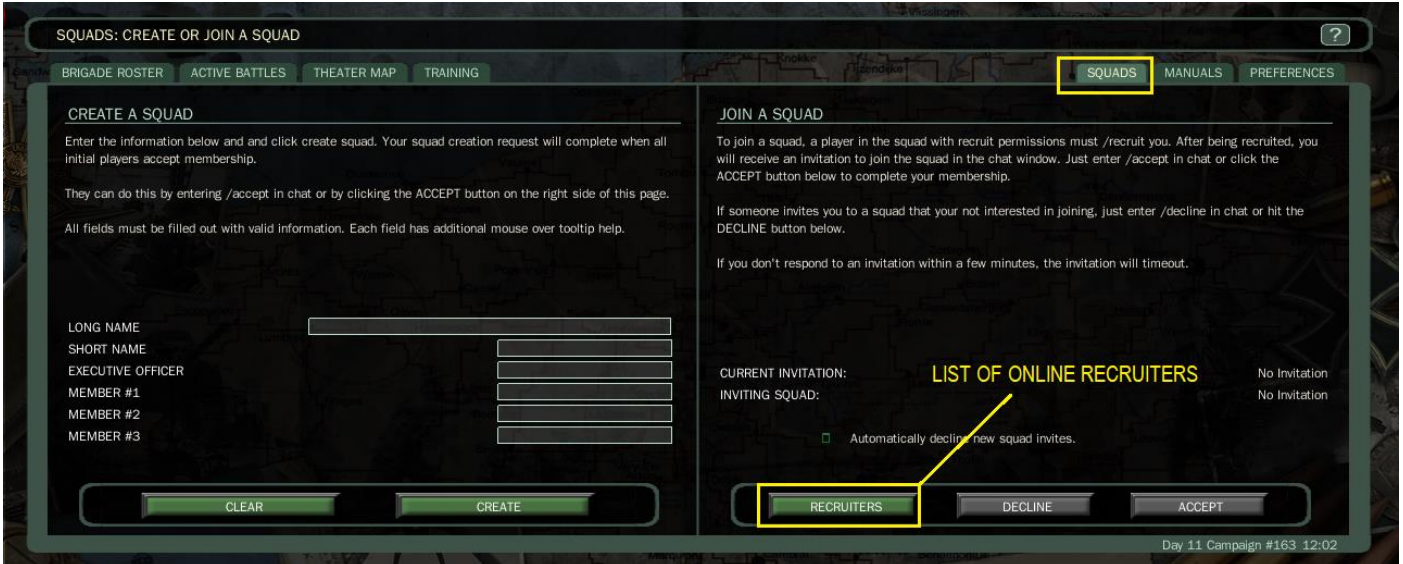 SQUADS: CREATE OR JOIN A SQUAD
?
BRIGADE ROSTER
ACTIVE BATTLES
THEATER MAP
TRAINING
SQUADS
MANUALS
PREFERENCES
CREATE A SQUAD
Enter the information below and and click create squad. Your squad creation request will complete when all
initial players accept membership.
They can do this by entering /accept in chat or by clicking the ACCEPT button on the right side of this page.
All fields must be filled out with valid information. Each field has additional mouse over tooltip help.
LONG NAME
SHORT NAME
EXECUTIVE OFFICER
MEMBER #1
MEMBER #2
MEMBER #3
CLEAR
CREATE
JOIN A SQUAD
To join a squad, a player in the squad with recruit permissions must /recruit you. After being recruited, you
will receive an invitation to join the squad in the chat window. Just enter /accept in chat or click the
ACCEPT button below to complete your membership.
If someone invites you to a squad that your not interested in joining, just enter /decline in chat or hit the
DECLINE button below.
If you don't respond to an invitation within a few minutes, the invitation will timeout.
LIST OF ONLINE RECRUITERS
CURRENT INVITATION: No Invitation
INVITING SQUAD: No Invitation
Automatically decline new squad invites.
RECRUITERS
DECLINE
ACCEPT
Day 11 Campaign #163 12:02